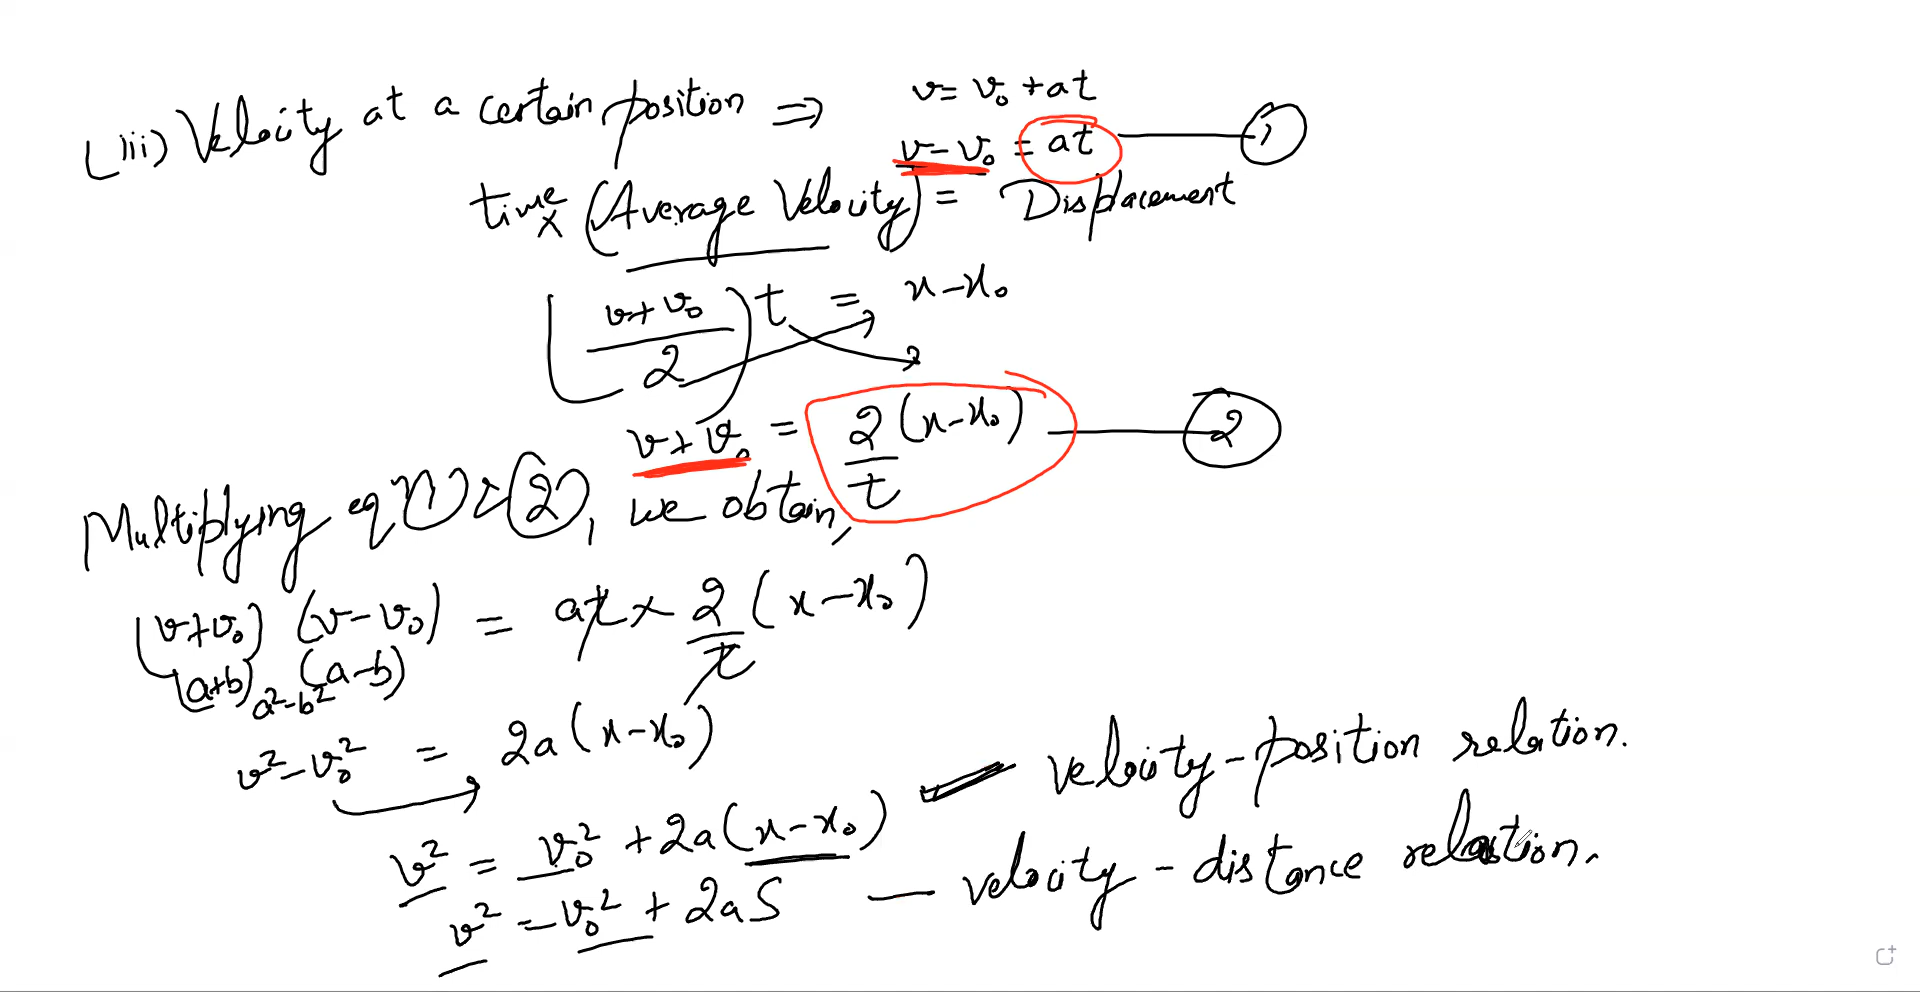 (iii) Velocity at a certain position ⇒ v = v₀ + at
v − v₀ = at — 1
time × (Average Velocity) = Displacement
((v + v₀)/2) t = x − x₀
v + v₀ = 2/t (x − x₀) — 2
Multiplying eq 1 & 2, we obtain,
(v + v₀) (v − v₀) = at × 2/t (x − x₀)
(a+b) (a−b)
a² − b²
v² − v₀² = 2a(x − x₀)
v² = v₀² + 2a(x − x₀) velocity-position relation.
v² = v₀² + 2aS — velocity-distance relation.